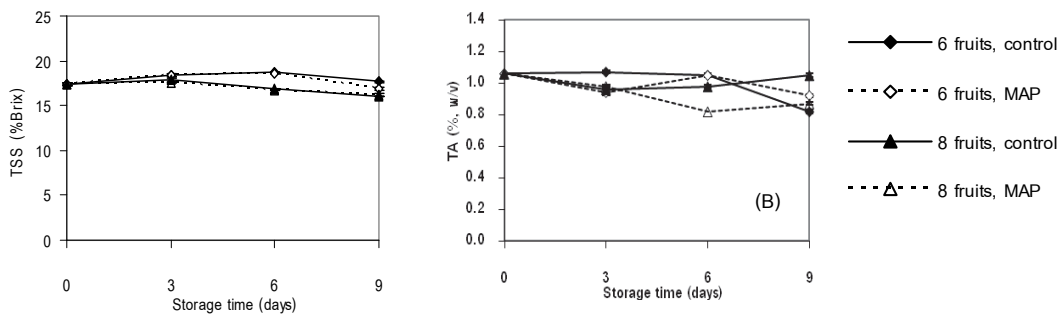 25
20
15
10
5
0
TSS (%Brix)
0 3 6 9
Storage time (days)
1.4
1.2
1.0
0.8
0.6
0.4
0.2
0.0
TA (%, w/v)
(B)
0 3 6 9
Storage time (days)
6 fruits, control
6 fruits, MAP
8 fruits, control
8 fruits, MAP